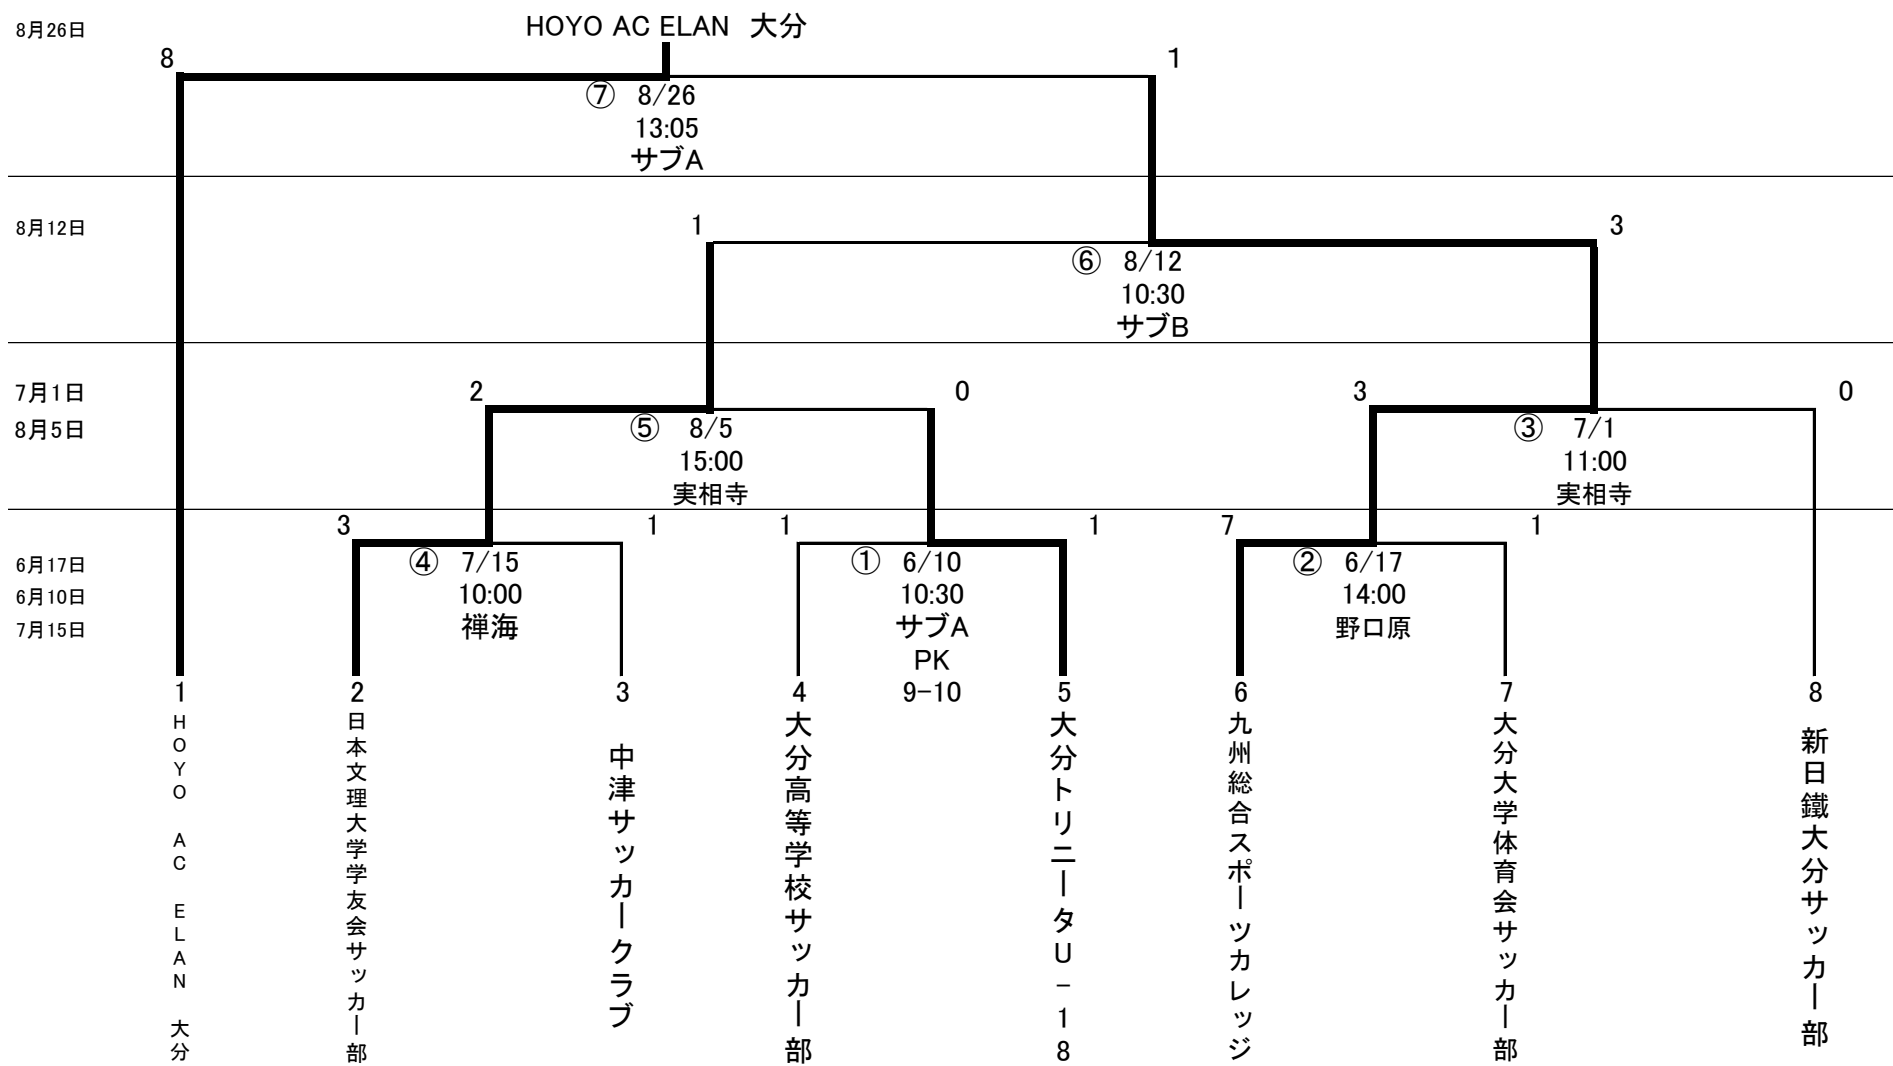 8月26日
HOYO AC ELAN 大分
8
1
⑦ 8/26
13:05
サブA
8月12日
1
3
⑥ 8/12
10:30
サブB
7月1日
8月5日
2
0
3
0
⑤ 8/5
15:00
実相寺
③ 7/1
11:00
実相寺
3
1
1
1
7
1
6月17日
6月10日
7月15日
④ 7/15
10:00
禅海
① 6/10
10:30
サブA
PK
9-10
② 6/17
14:00
野口原
1
2
3
4
5
6
7
8
HOYO AC ELAN 大分
日本文理大学学友会サッカー部
中津サッカークラブ
大分高等学校サッカー部
大分トリニータU-18
九州総合スポーツカレッジ
大分大学体育会サッカー部
新日鐵大分サッカー部